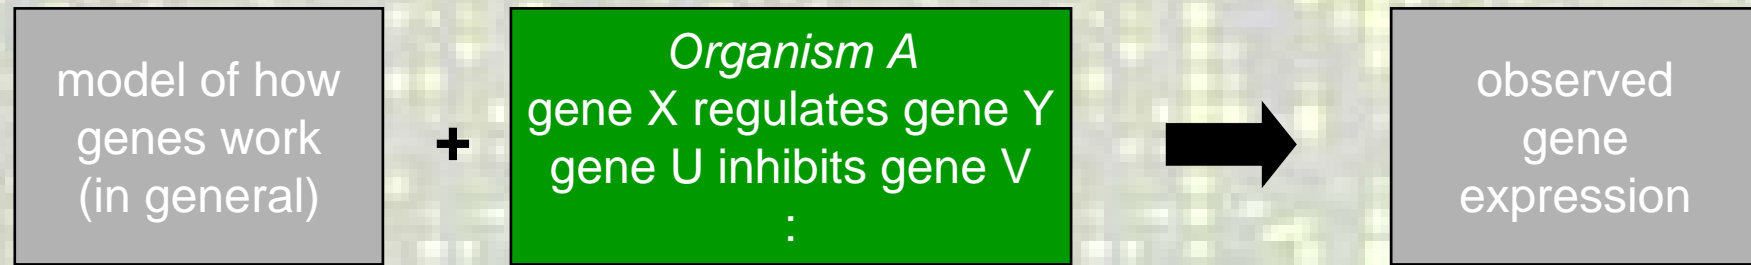 model of how
genes work
(in general)
+
Organism A
gene X regulates gene Y
gene U inhibits gene V
:
observed
gene
expression